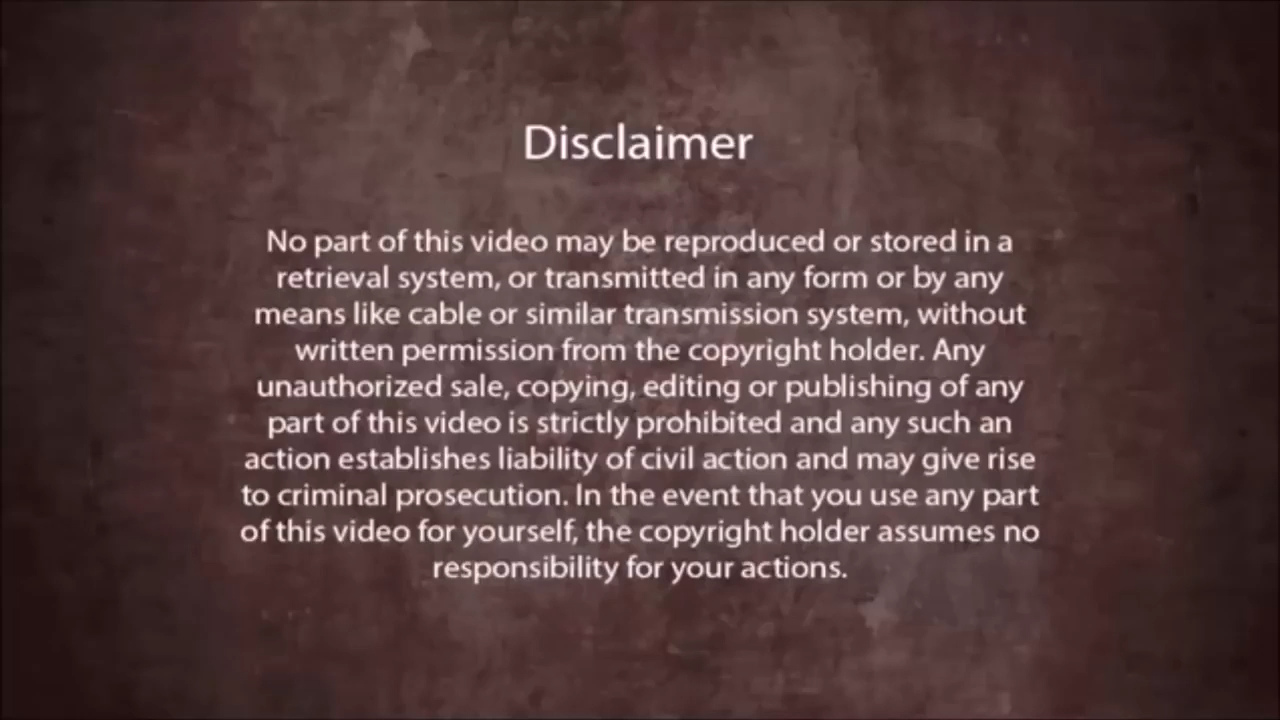 Disclaimer
No part of this video may be reproduced or stored in a
retrieval system, or transmitted in any form or by any
means like cable or similar transmission system, without
written permission from the copyright holder. Any
unauthorized sale, copying, editing or publishing of any
part of this video is strictly prohibited and any such an
action establishes liability of civil action and may give rise
to criminal prosecution. In the event that you use any part
of this video for yourself, the copyright holder assumes no
responsibility for your actions.